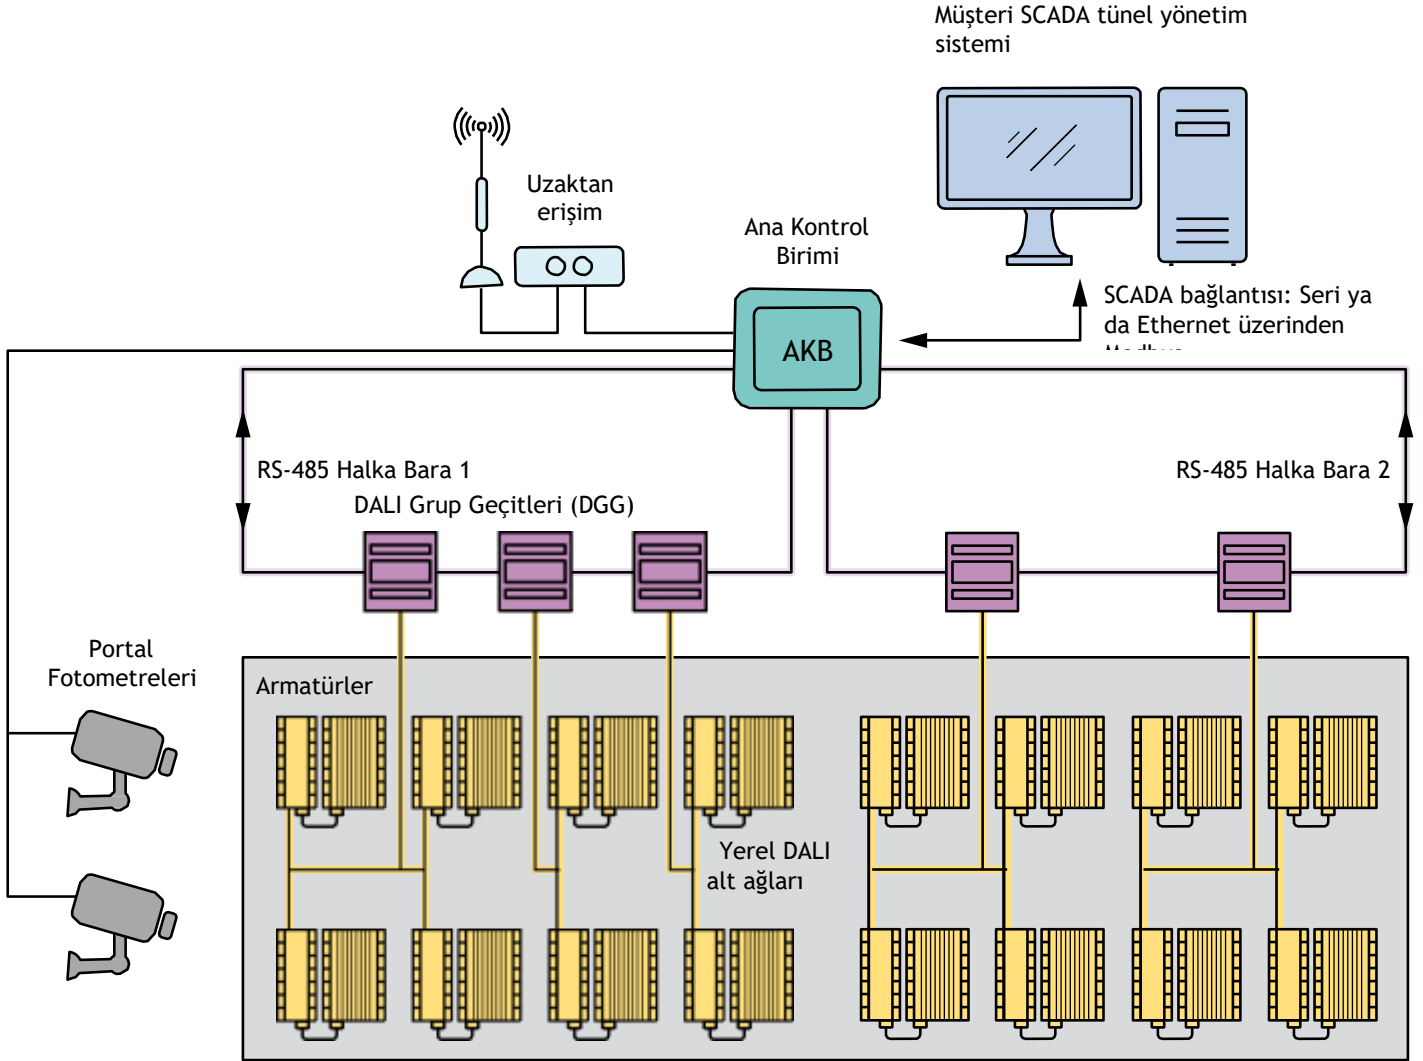 Müşteri SCADA tünel yönetim
sistemi
Uzaktan
erişim
Ana Kontrol
Birimi
SCADA bağlantısı: Seri ya
da Ethernet üzerinden
AKB
RS-485 Halka Bara 1
RS-485 Halka Bara 2
DALI Grup Geçitleri (DGG)
Portal
Fotometreleri
Armatürler
Yerel DALI
alt ağları